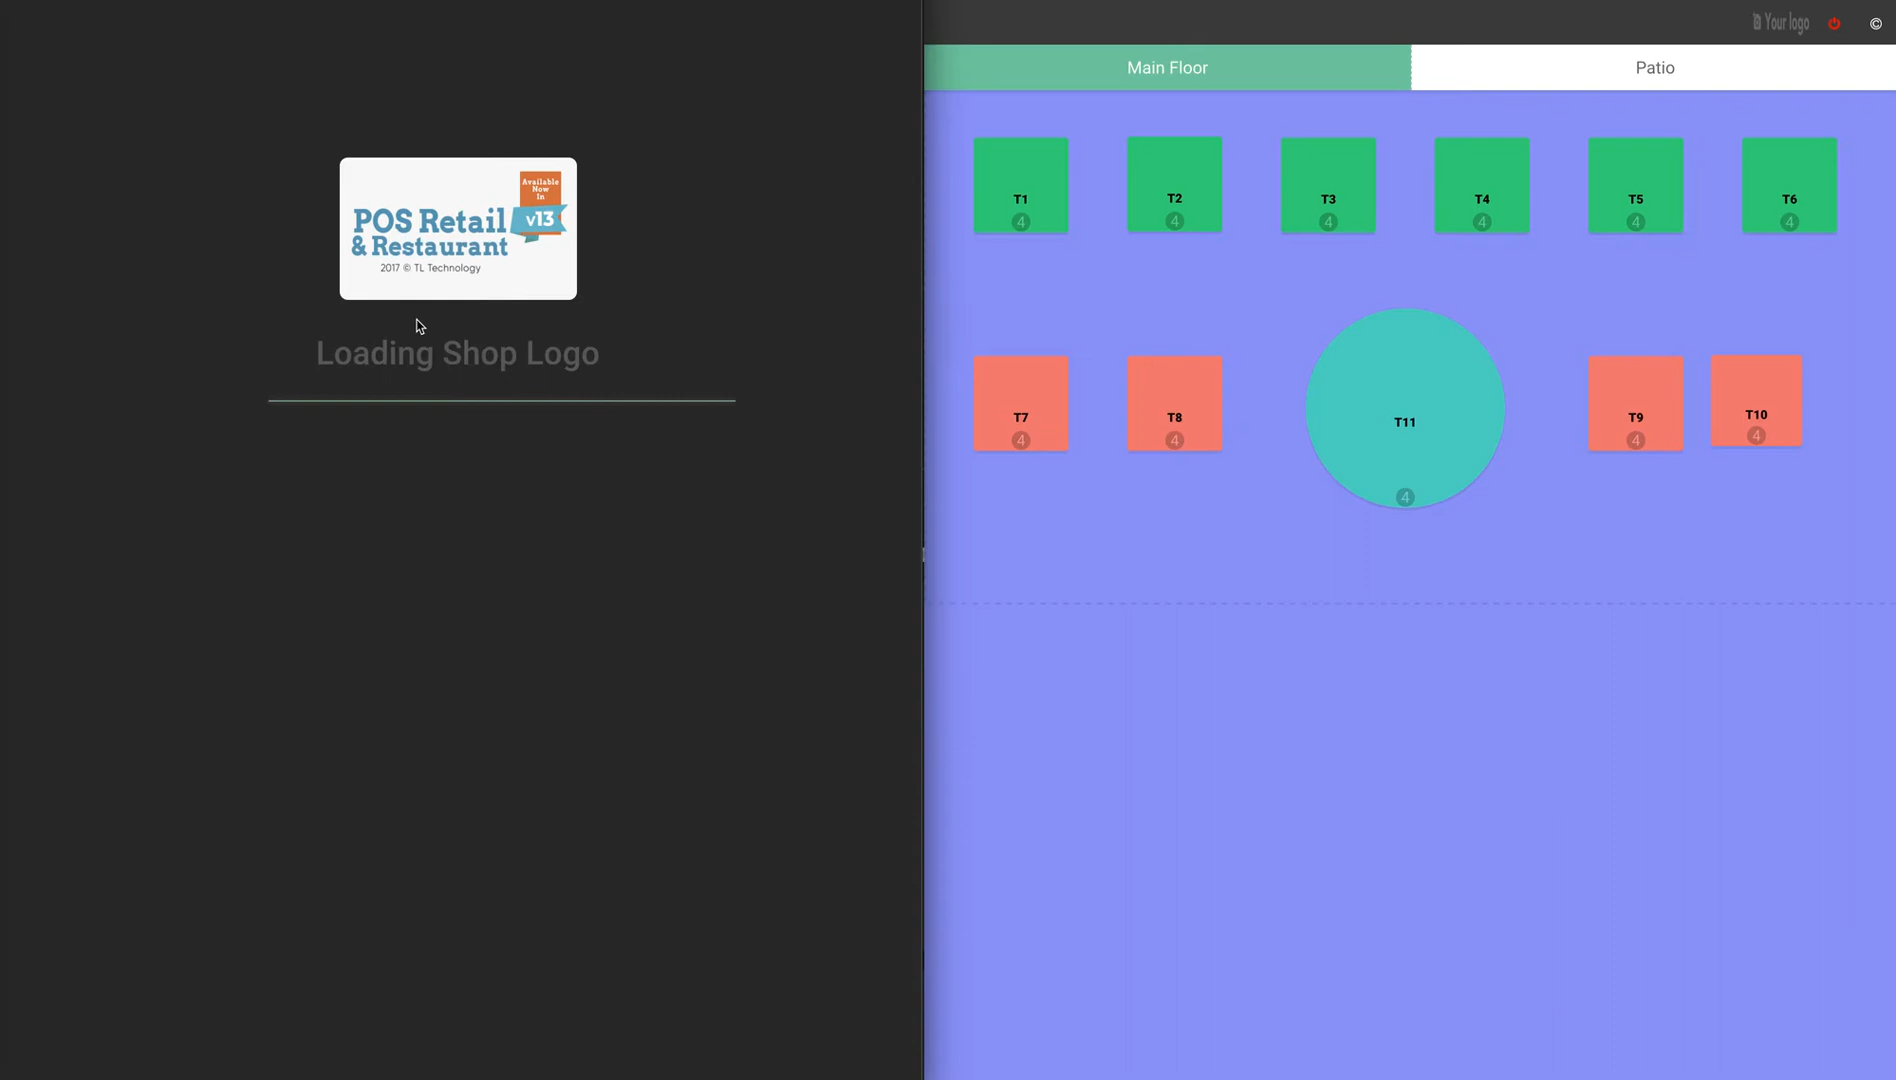 Available
Now
In
POS Retail
v13
& Restaurant
2017 © TL Technology
Loading Shop Logo
Your logo
©
Main Floor
Patio
T1
4
T2
4
T3
4
T4
4
T5
4
T6
4
T7
4
T8
4
T11
4
T9
4
T10
4